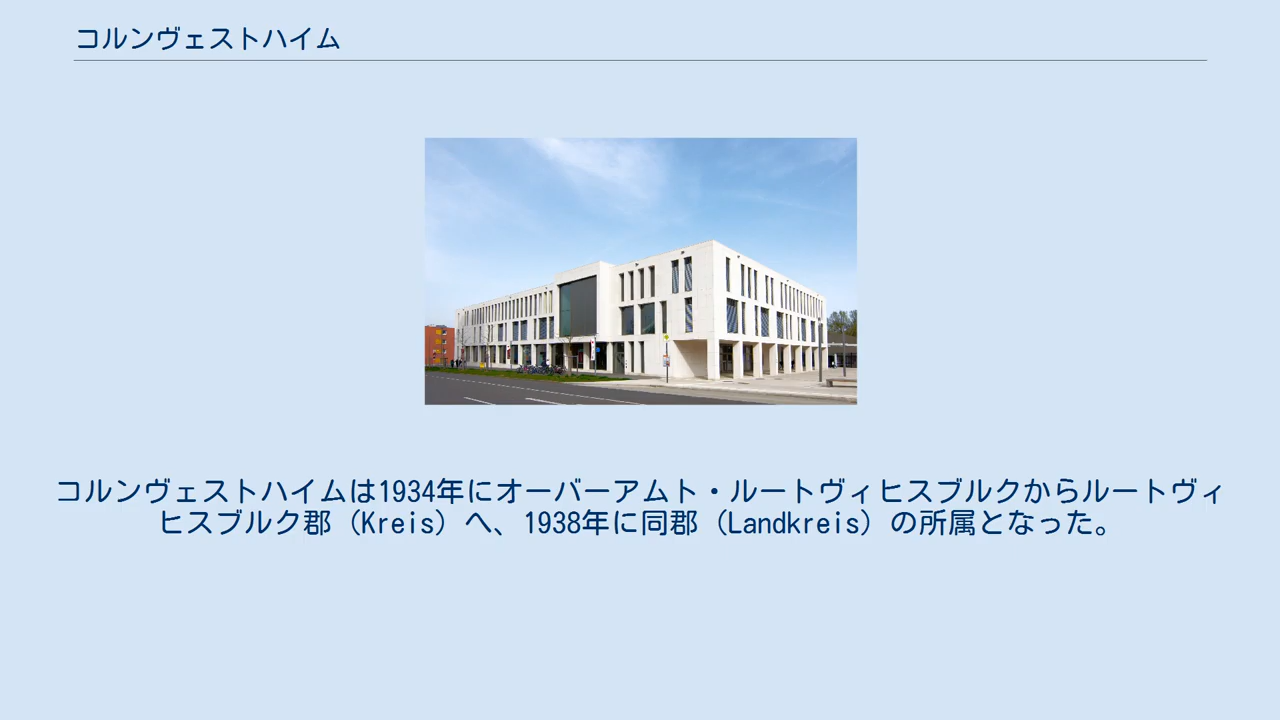 コルンヴェストハイム
コルンヴェストハイムは1934年にオーバーアムト・ルートヴィヒスブルクからルートヴィ
ヒスブルク郡（Kreis）へ、1938年に同郡（Landkreis）の所属となった。